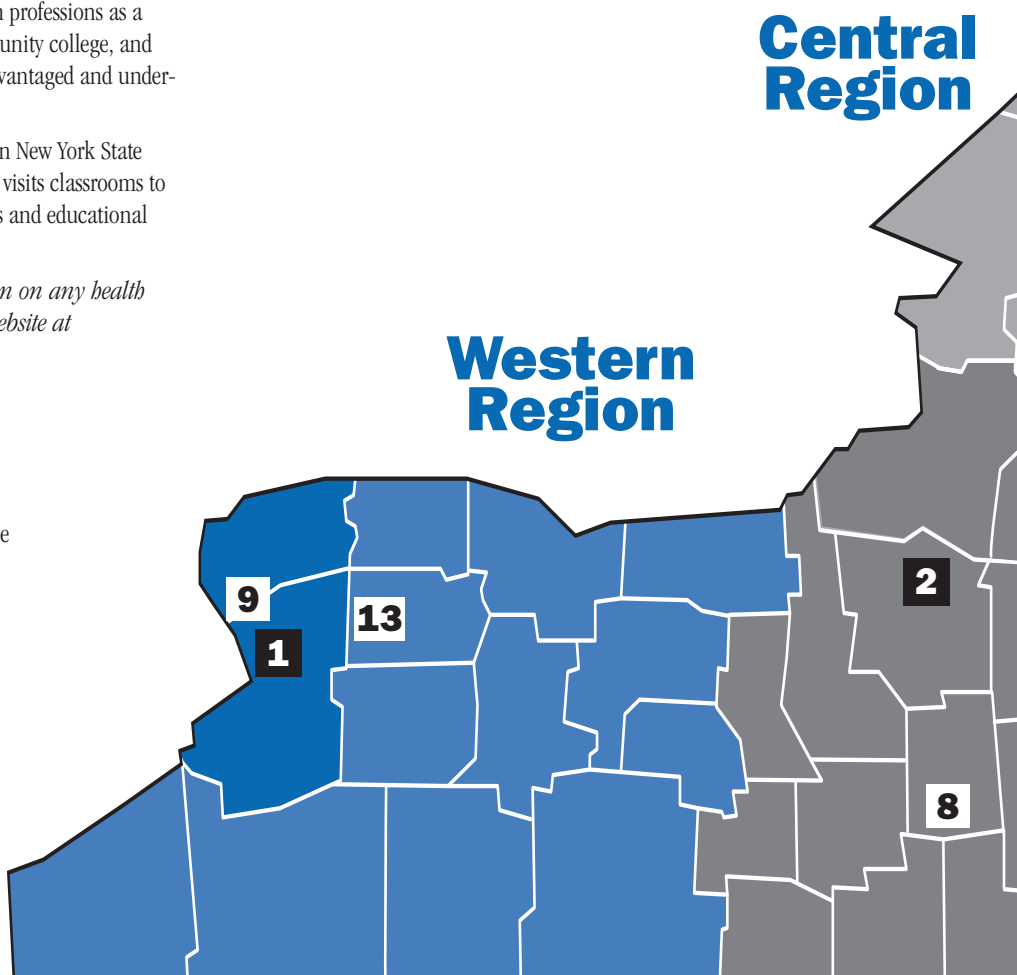 professions as a
unity college, and
vantaged and under-
n New York State
visits classrooms to
s and educational
n on any health
ebsite at
e
Central
Region
Western
Region
9
1
13
2
8